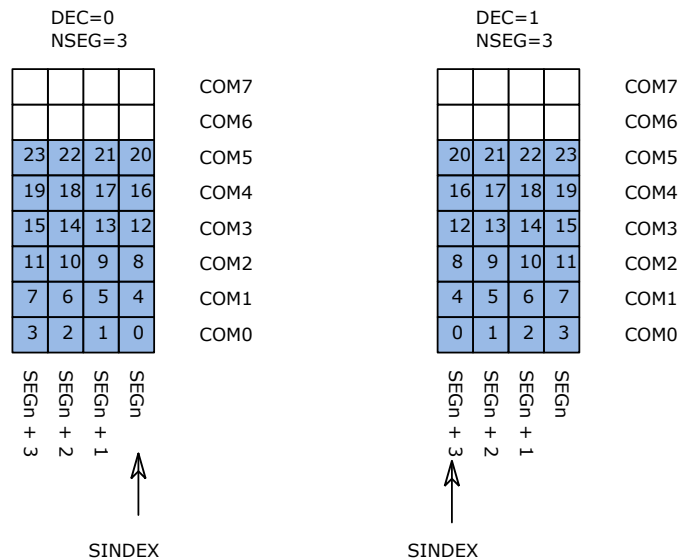 DEC=0
NSEG=3
COM7
COM6
23 22 21 20 COM5
19 18 17 16 COM4
15 14 13 12 COM3
11 10 9 8 COM2
7 6 5 4 COM1
3 2 1 0 COM0
SEGn + 3
SEGn + 2
SEGn + 1
SEGn
SINDEX
DEC=1
NSEG=3
COM7
COM6
20 21 22 23 COM5
16 17 18 19 COM4
12 13 14 15 COM3
8 9 10 11 COM2
4 5 6 7 COM1
0 1 2 3 COM0
SEGn + 3
SEGn + 2
SEGn + 1
SEGn
SINDEX